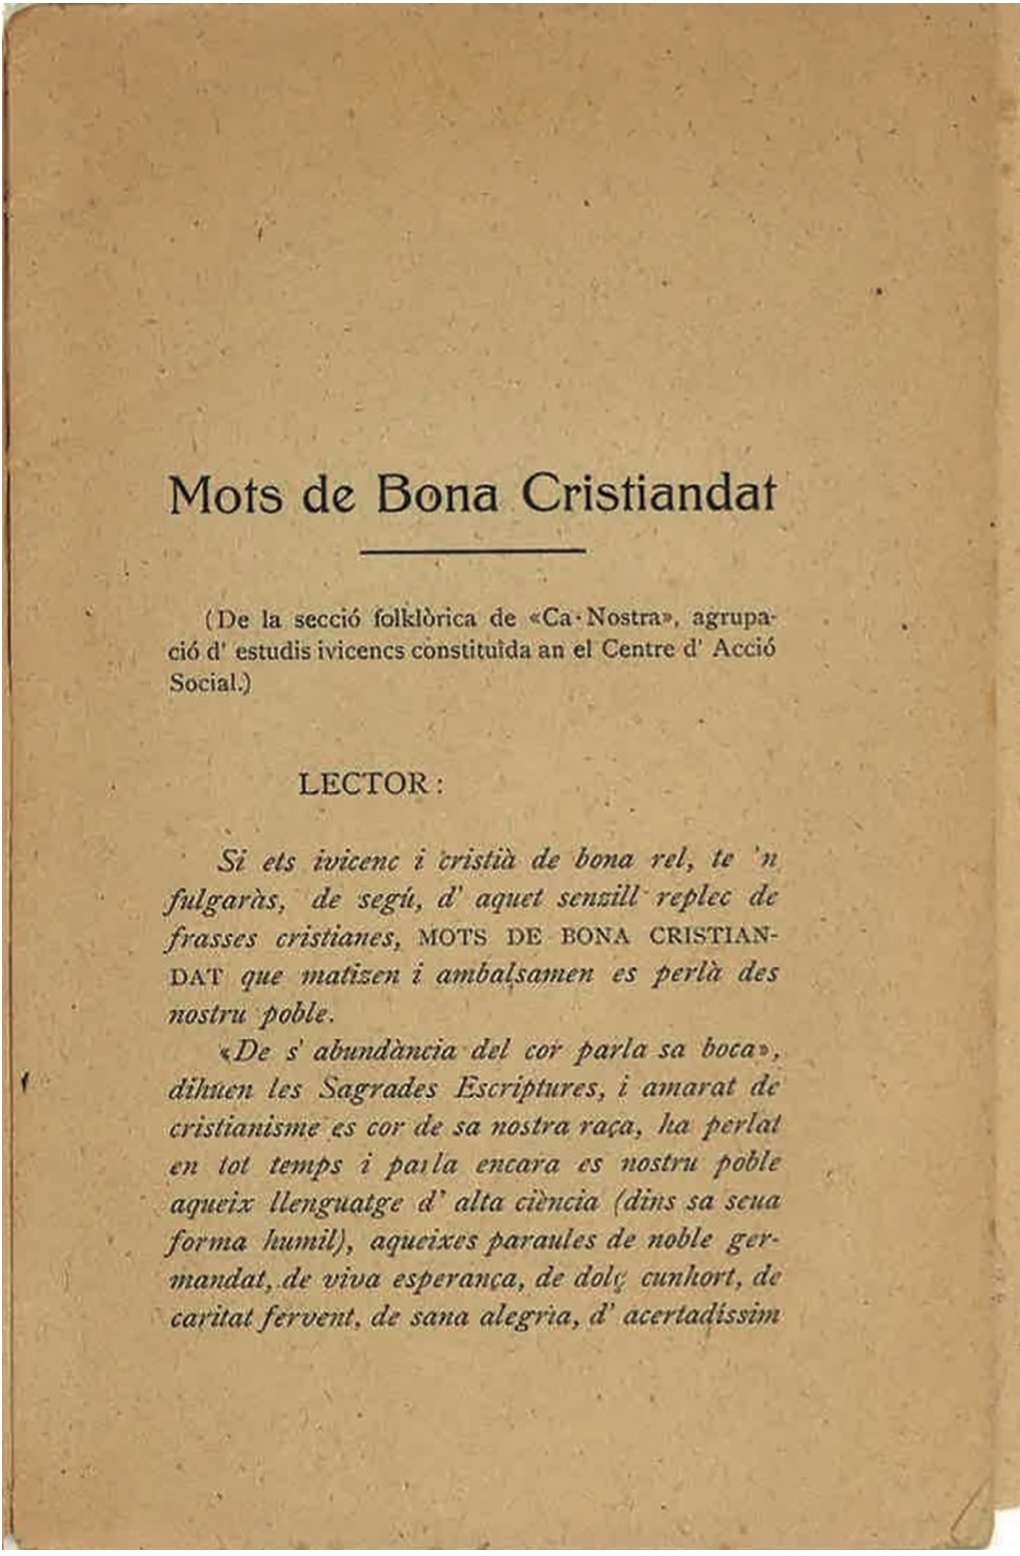 Mots de Bona Cristiandat
(De la secció folklòrica de «Ca-Nostra», agrupa-
ció d' estudis ivicencs constituïda an el Centre d' Acció
Social.)
LECTOR:
Si ets ivicenc i cristià de bona rel, te 'n
fulgaràs, de segú, d' aquet senzill replec de
frasses cristianes, MOTS DE BONA CRISTIAN-
DAT que matizen i ambalsamen es perlà des
nostru poble.
«De s' abundància del cor parla sa boca»,
dihuen les Sagrades Escriptures, i amarat de
cristianisme es cor de sa nostra raça, ha perlat
en tot temps i parla encara es nostru poble
aqueix llenguatge d' alta ciència (dins sa seua
forma humil), aqueixes paraules de noble ger-
mandat, de viva esperança, de dolç cunhort, de
caritat fervent, de sana alegria, d' acertadíssim